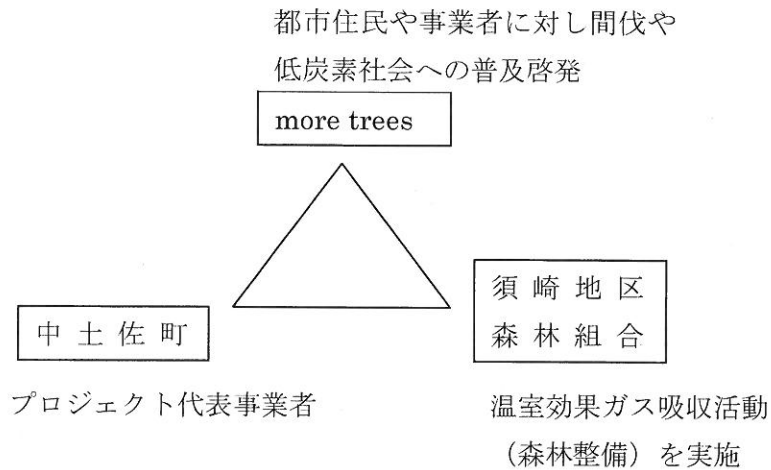 都市住民や事業者に対し間伐や
低炭素社会への普及啓発
more trees
須崎地区
森林組合
中土佐町
プロジェクト代表事業者
温室効果ガス吸収活動
（森林整備）を実施